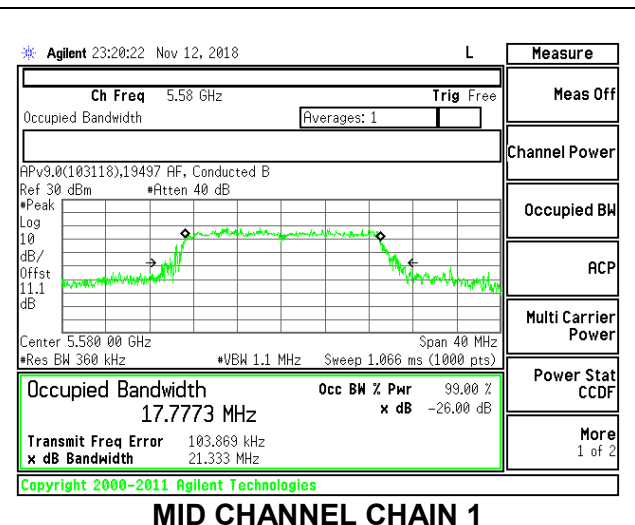 Agilent 23:20:22 Nov 12, 2018 L Measure
Ch Freq 5.58 GHz Trig Free
Meas Off
Occupied Bandwidth Averages: 1
Channel Power
APv9.0(103118),19497 AF, Conducted B
Ref 30 dBm #Atten 40 dB
#Peak
Occupied BW
Log
10
dB/
ACP
Offst
11.1
dB
Multi Carrier
Power
Center 5.580 00 GHz Span 40 MHz
#Res BW 360 kHz #VBW 1.1 MHz Sweep 1.066 ms (1000 pts)
Power Stat
CCDF
Occupied Bandwidth Occ BW % Pwr 99.00 %
17.7773 MHz x dB -26.00 dB
Transmit Freq Error 103.869 kHz
x dB Bandwidth 21.333 MHz
More
1 of 2
Copyright 2000-2011 Agilent Technologies
MID CHANNEL CHAIN 1